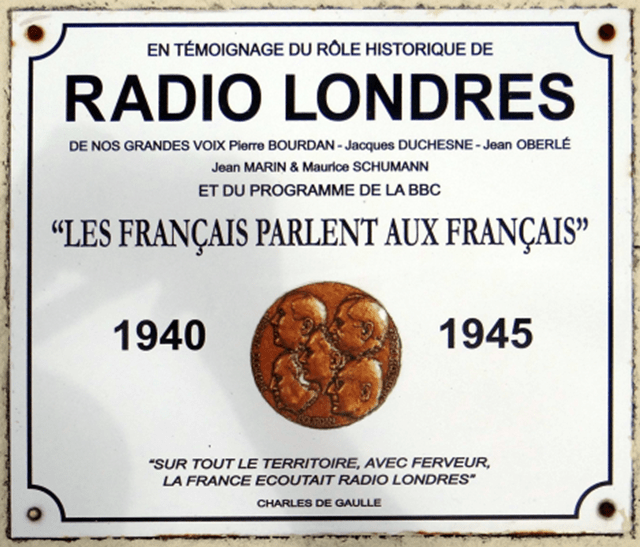 EN TÉMOIGNAGE DU RÔLE HISTORIQUE DE
RADIO LONDRES
DE NOS GRANDES VOIX Pierre BOURDAN - Jacques DUCHESNE - Jean OBERLÉ
Jean MARIN & Maurice SCHUMANN
ET DU PROGRAMME DE LA BBC
“LES FRANÇAIS PARLENT AUX FRANÇAIS”
1940
1945
“SUR TOUT LE TERRITOIRE, AVEC FERVEUR,
LA FRANCE ECOUTAIT RADIO LONDRES”
CHARLES DE GAULLE